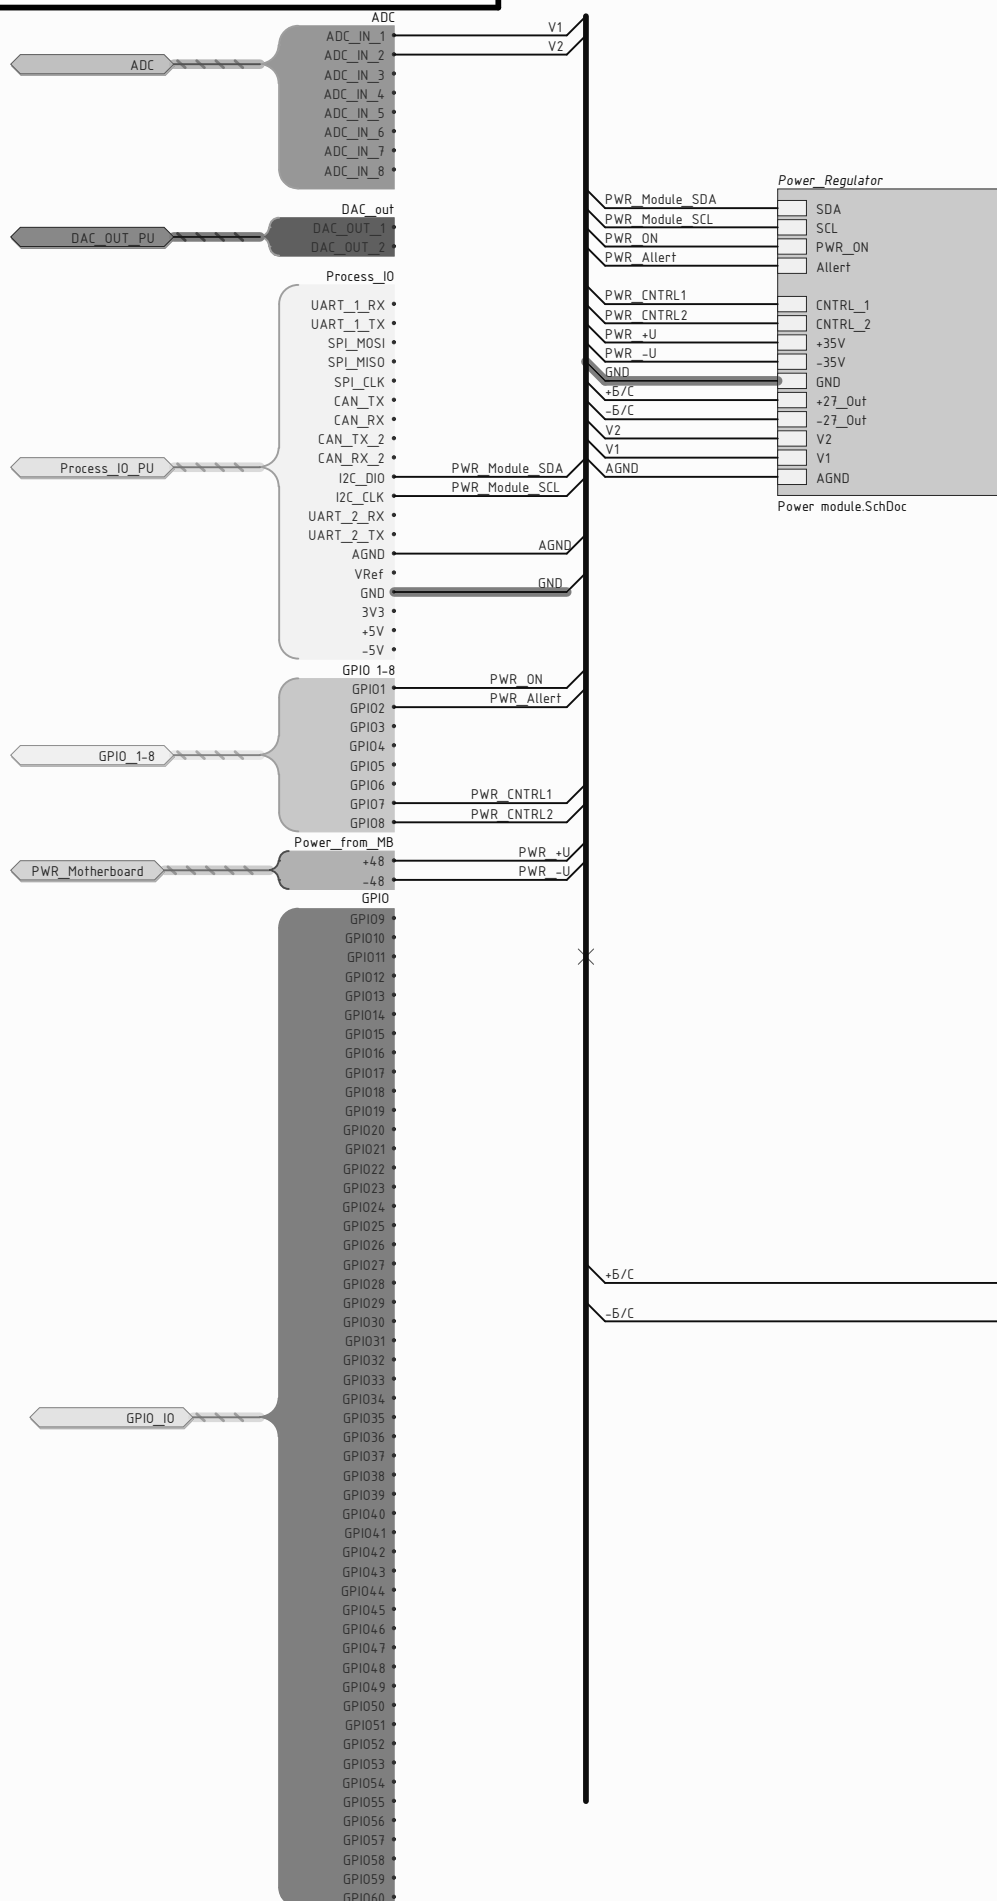 ADC
ADC
ADC_IN_1
ADC_IN_2
ADC_IN_3
ADC_IN_4
ADC_IN_5
ADC_IN_6
ADC_IN_7
ADC_IN_8
V1
V2
DAC_out
DAC_OUT_PU
DAC_OUT_1
DAC_OUT_2
Process_IO
Process_IO_PU
UART_1_RX
UART_1_TX
SPI_MOSI
SPI_MISO
SPI_CLK
CAN_TX
CAN_RX
CAN_TX_2
CAN_RX_2
I2C_DIO
I2C_CLK
UART_2_RX
UART_2_TX
AGND
VRef
GND
3V3
+5V
-5V
PWR_Module_SDA
PWR_Module_SCL
AGND
GND
GPIO 1-8
GPIO_1-8
GPIO1
GPIO2
GPIO3
GPIO4
GPIO5
GPIO6
GPIO7
GPIO8
PWR_ON
PWR_Allert
PWR_CNTRL1
PWR_CNTRL2
Power_from_MB
PWR_Motherboard
+48
-48
PWR_+U
PWR_-U
GPIO
GPIO_IO
GPIO9
GPIO10
GPIO11
GPIO12
GPIO13
GPIO14
GPIO15
GPIO16
GPIO17
GPIO18
GPIO19
GPIO20
GPIO21
GPIO22
GPIO23
GPIO24
GPIO25
GPIO26
GPIO27
GPIO28
GPIO29
GPIO30
GPIO31
GPIO32
GPIO33
GPIO34
GPIO35
GPIO36
GPIO37
GPIO38
GPIO39
GPIO40
GPIO41
GPIO42
GPIO43
GPIO44
GPIO45
GPIO46
GPIO47
GPIO48
GPIO49
GPIO50
GPIO51
GPIO52
GPIO53
GPIO54
GPIO55
GPIO56
GPIO57
GPIO58
GPIO59
GPIO60
Power_Regulator
PWR_Module_SDA
PWR_Module_SCL
PWR_ON
PWR_Allert
PWR_CNTRL1
PWR_CNTRL2
PWR_+U
PWR_-U
GND
+Б/С
-Б/С
V2
V1
AGND
SDA
SCL
PWR_ON
Allert
CNTRL_1
CNTRL_2
+35V
-35V
GND
+27_Out
-27_Out
V2
V1
AGND
Power module.SchDoc
+Б/С
-Б/С